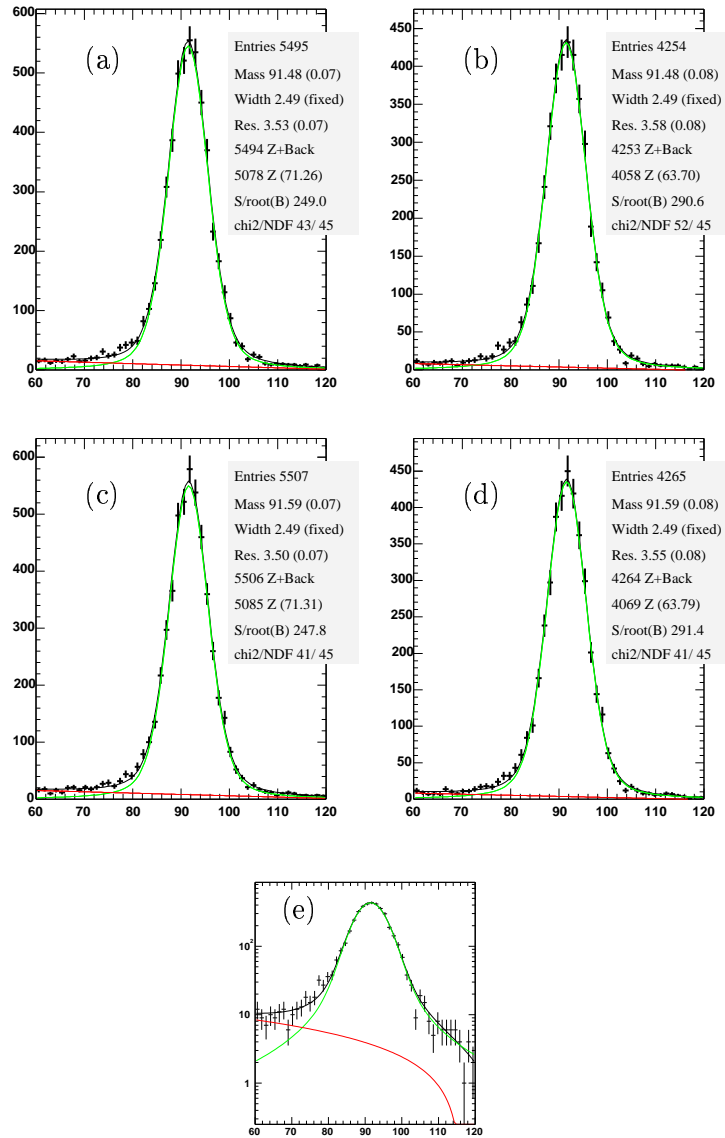 (a)
600
500
400
300
200
100
0
60 70 80 90 100 110 120
Entries 5495
Mass 91.48 (0.07)
Width 2.49 (fixed)
Res. 3.53 (0.07)
5494 Z+Back
5078 Z (71.26)
S/root(B) 249.0
chi2/NDF 43/ 45
(b)
450
400
350
300
250
200
150
100
50
0
60 70 80 90 100 110 120
Entries 4254
Mass 91.48 (0.08)
Width 2.49 (fixed)
Res. 3.58 (0.08)
4253 Z+Back
4058 Z (63.70)
S/root(B) 290.6
chi2/NDF 52/ 45
(c)
600
500
400
300
200
100
0
60 70 80 90 100 110 120
Entries 5507
Mass 91.59 (0.07)
Width 2.49 (fixed)
Res. 3.50 (0.07)
5506 Z+Back
5085 Z (71.31)
S/root(B) 247.8
chi2/NDF 41/ 45
(d)
450
400
350
300
250
200
150
100
50
0
60 70 80 90 100 110 120
Entries 4265
Mass 91.59 (0.08)
Width 2.49 (fixed)
Res. 3.55 (0.08)
4264 Z+Back
4069 Z (63.79)
S/root(B) 291.4
chi2/NDF 41/ 45
(e)
10²
10
1
60 70 80 90 100 110 120